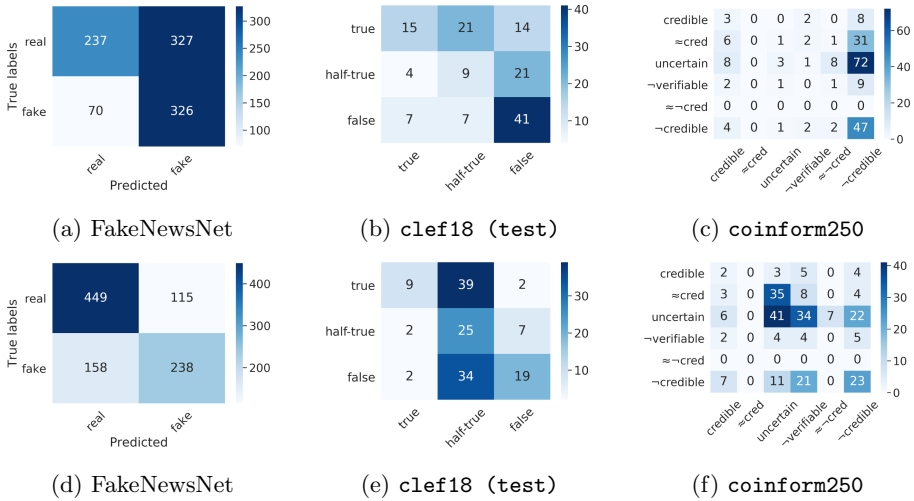 True labels
real 237 327 300
250
200
fake 70 326 150
100
real fake
Predicted
(a) FakeNewsNet
true 15 21 14 40
30
half-true 4 9 21
20
false 7 7 41 10
true half-true false
(b) clef18 (test)
credible 3 0 0 2 0 8
≈cred 6 0 1 2 1 31 60
uncertain 8 0 3 1 8 72 40
¬verifiable 2 0 1 0 1 9
≈¬cred 0 0 0 0 0 0 20
¬credible 4 0 1 2 2 47 0
credible ≈cred uncertain ¬verifiable ≈¬cred ¬credible
(c) coinform250
True labels
real 449 115 400
300
fake 158 238 200
real fake
Predicted
(d) FakeNewsNet
true 9 39 2
30
half-true 2 25 7 20
false 2 34 19 10
true half-true false
(e) clef18 (test)
credible 2 0 3 5 0 4 40
≈cred 3 0 35 8 0 4 30
uncertain 6 0 41 34 7 22
¬verifiable 2 0 4 4 0 5 20
≈¬cred 0 0 0 0 0 0 10
¬credible 7 0 11 21 0 23 0
credible ≈cred uncertain ¬verifiable ≈¬cred ¬credible
(f) coinform250